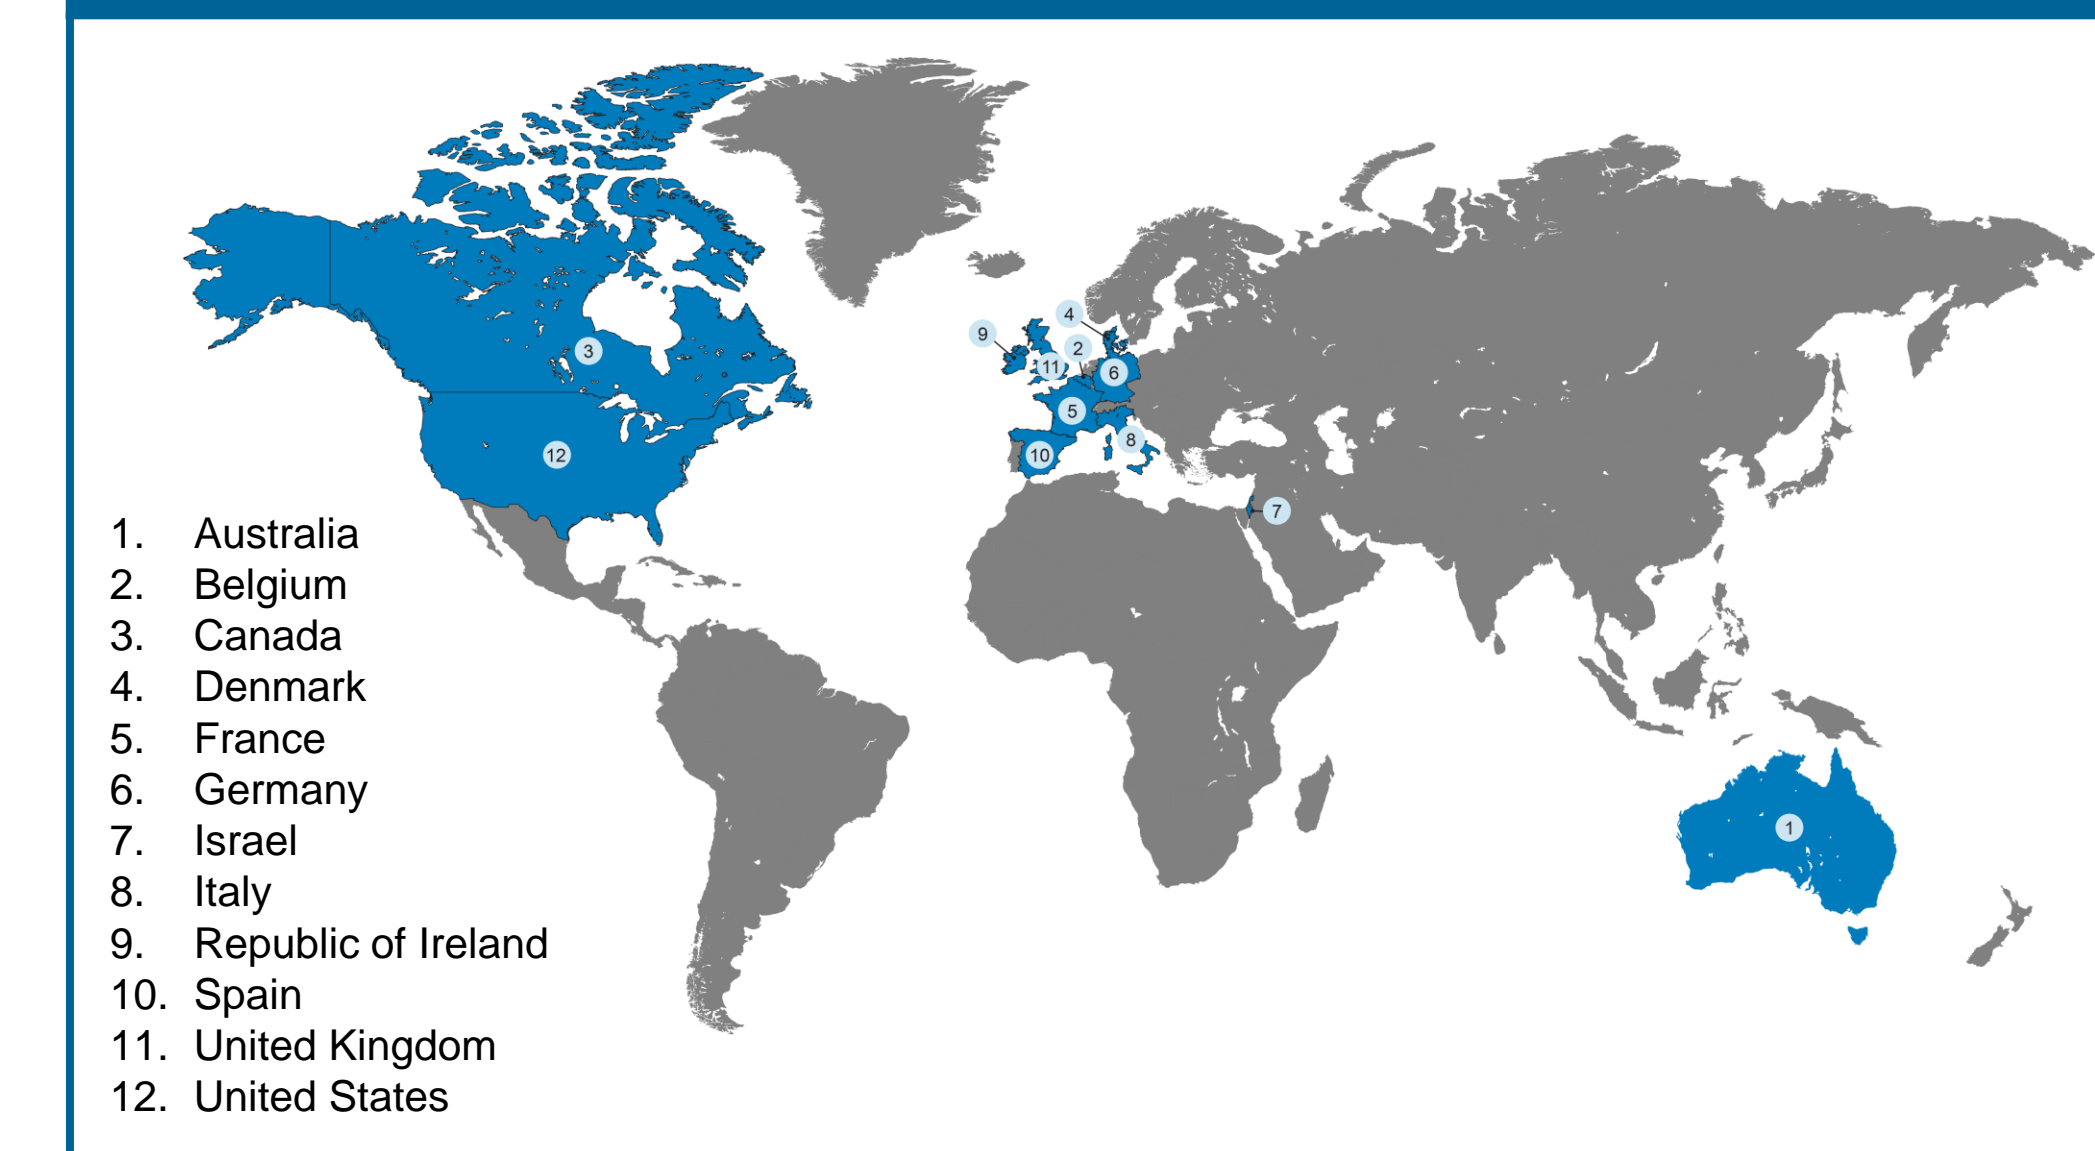 4
9
2
11
3
6
5
8
12
10
7
1. Australia
2. Belgium
3. Canada
4. Denmark
5. France
6. Germany
7. Israel
8. Italy
9. Republic of Ireland
10. Spain
11. United Kingdom
12. United States
1